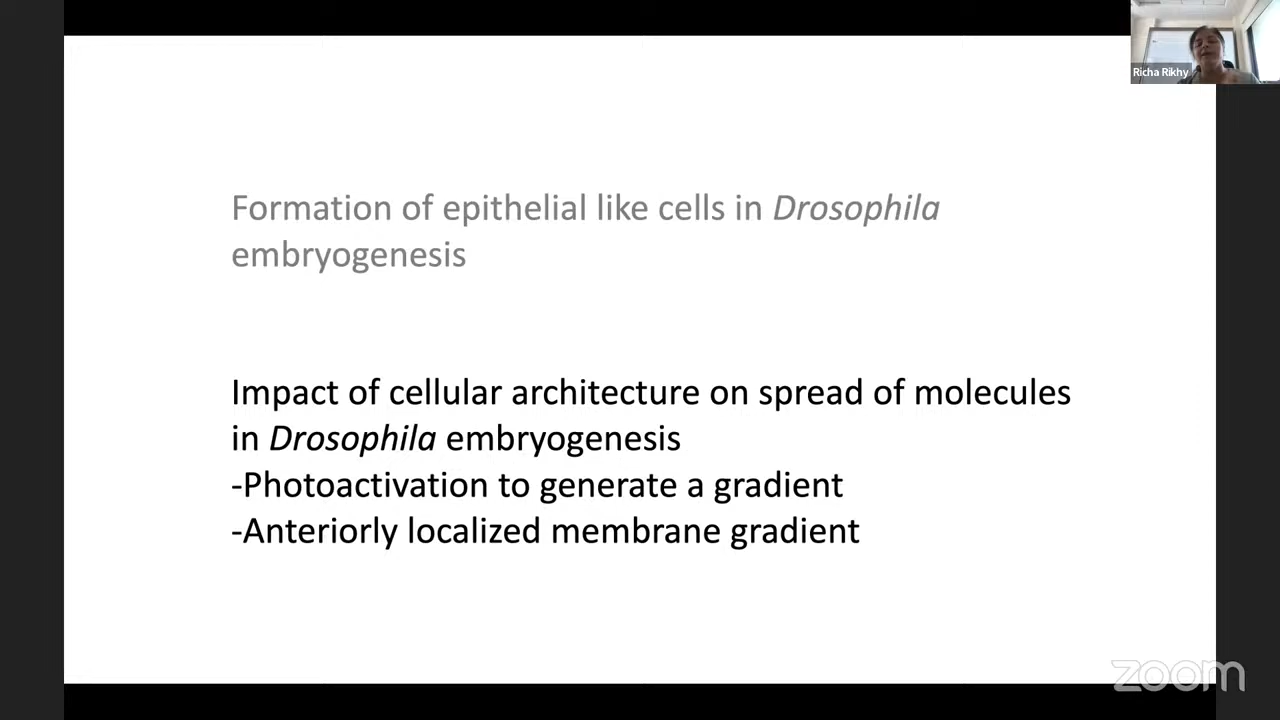 Richa Rikhy
Formation of epithelial like cells in Drosophila
embryogenesis
Impact of cellular architecture on spread of molecules
in Drosophila embryogenesis
-Photoactivation to generate a gradient
-Anteriorly localized membrane gradient
zoom